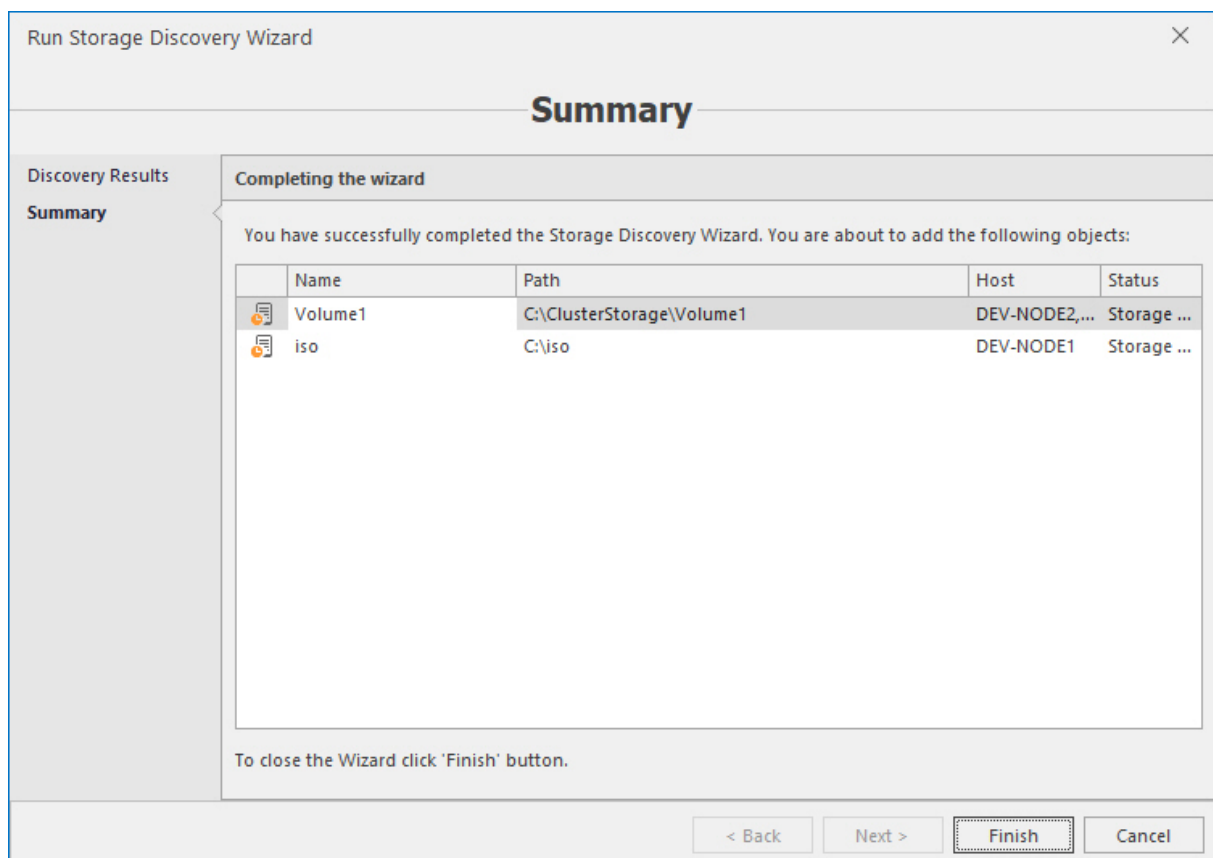 Run Storage Discovery Wizard
Summary
Discovery Results
Summary
Completing the wizard
You have successfully completed the Storage Discovery Wizard. You are about to add the following objects:
Name Path Host Status
Volume1 C:\ClusterStorage\Volume1 DEV-NODE2,... Storage ...
iso C:\iso DEV-NODE1 Storage ...
To close the Wizard click 'Finish' button.
< Back Next > Finish Cancel